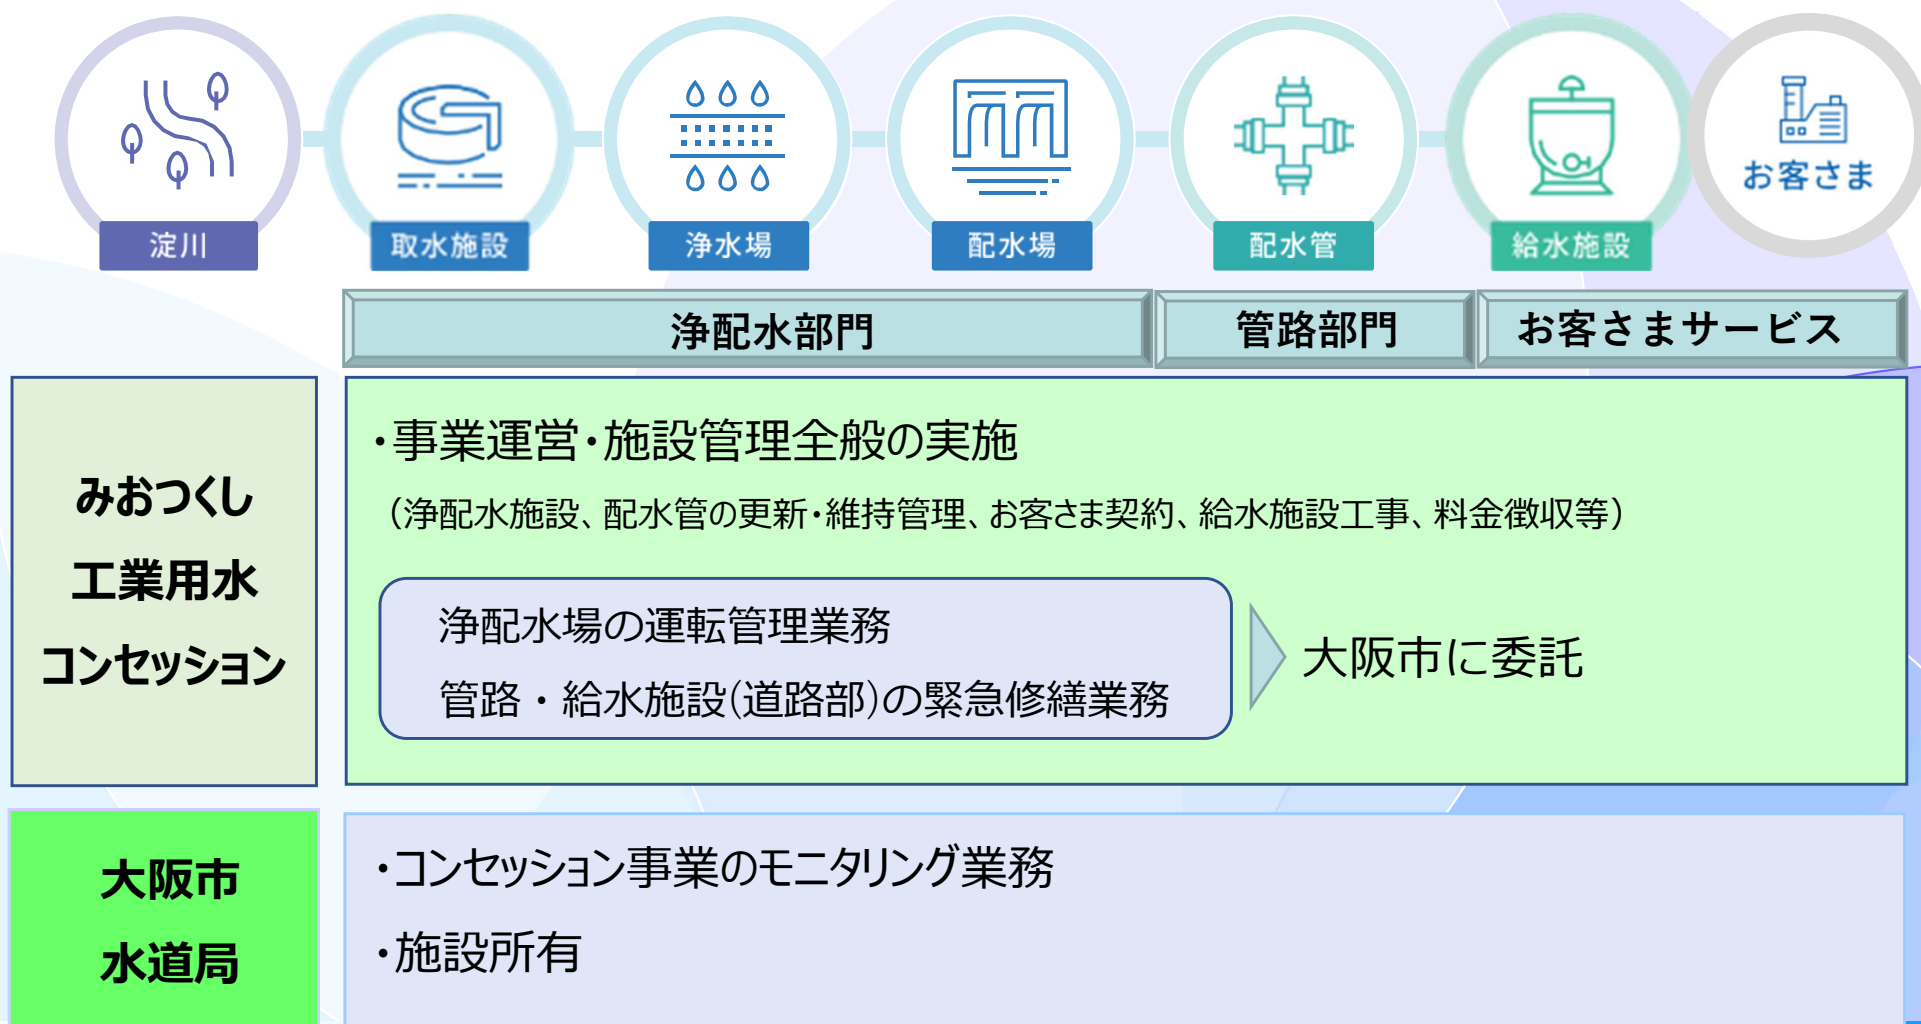 お客さま
淀川
取水施設
浄水場
配水場
配水管
給水施設
浄配水部門
管路部門
お客さまサービス
みおつくし
工業用水
コンセッション
・事業運営・施設管理全般の実施
（浄配水施設、配水管の更新・維持管理、お客さま契約、給水施設工事、料金徴収等）
浄配水場の運転管理業務
管路・給水施設(道路部)の緊急修繕業務
大阪市に委託
大阪市
水道局
・コンセッション事業のモニタリング業務
・施設所有